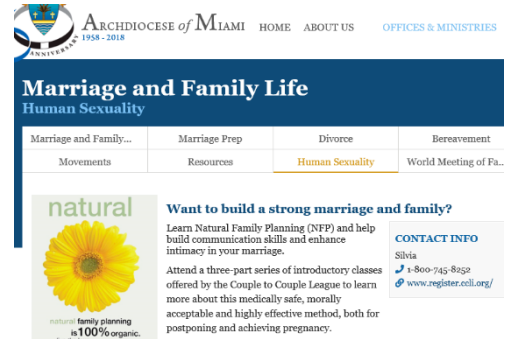 ARCHDIOCESE of MIAMI
1958 - 2018
ANNIVERSARY
HOME ABOUT US OFFICES & MINISTRIES
Marriage and Family Life
Human Sexuality
Marriage and Family... Marriage Prep Divorce Bereavement
Movements Resources Human Sexuality World Meeting of Fa...
natural
natural family planning
is 100% organic.
Want to build a strong marriage and family?
Learn Natural Family Planning (NFP) and help
build communication skills and enhance
intimacy in your marriage.
Attend a three-part series of introductory classes
offered by the Couple to Couple League to learn
more about this medically safe, morally
acceptable and highly effective method, both for
postponing and achieving pregnancy.
CONTACT INFO
Silvia
1-800-745-8252
www.register.ccli.org/